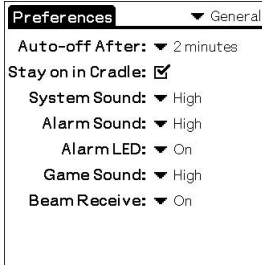 Preferences General
Auto-off After: 2 minutes
Stay on in Cradle:
System Sound: High
Alarm Sound: High
Alarm LED: On
Game Sound: High
Beam Receive: On